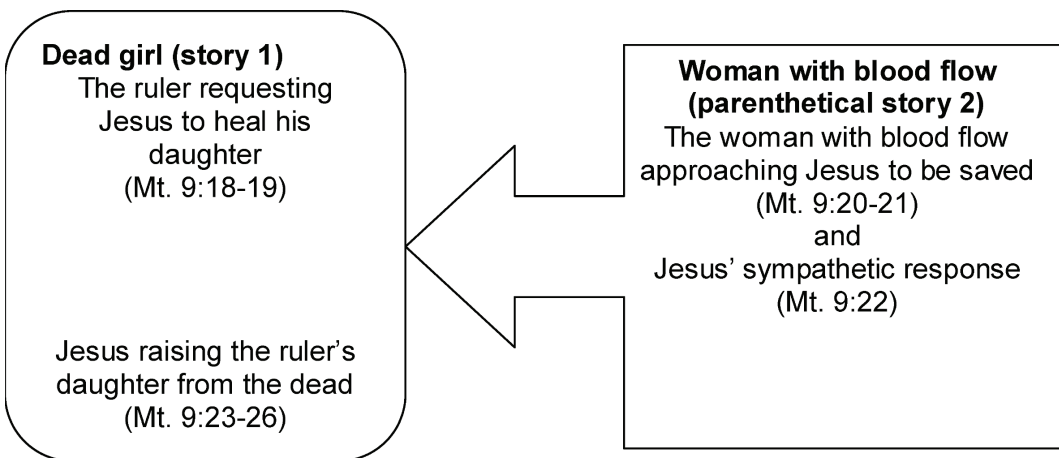 Dead girl (story 1)
The ruler requesting
Jesus to heal his
daughter
(Mt. 9:18-19)
Jesus raising the ruler’s
daughter from the dead
(Mt. 9:23-26)
Woman with blood flow
(parenthetical story 2)
The woman with blood flow
approaching Jesus to be saved
(Mt. 9:20-21)
and
Jesus’ sympathetic response
(Mt. 9:22)